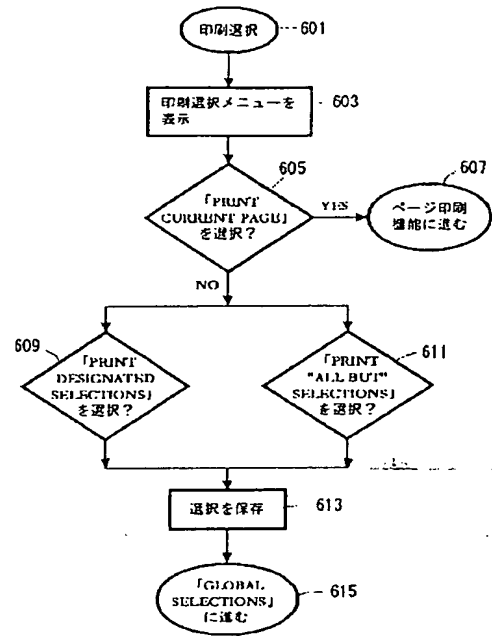 印刷選択
601
印刷選択メニューを
表示
603
605
「PRINT
CURRENT PAGE」
を選択？
YES
607
ページ印刷
機能に進む
NO
609
「PRINT
DESIGNATED
SELECTIONS」
を選択？
611
「PRINT
"ALL BUT"
SELECTIONS」
を選択？
選択を保存
613
「GLOBAL
SELECTIONS」
に進む
615